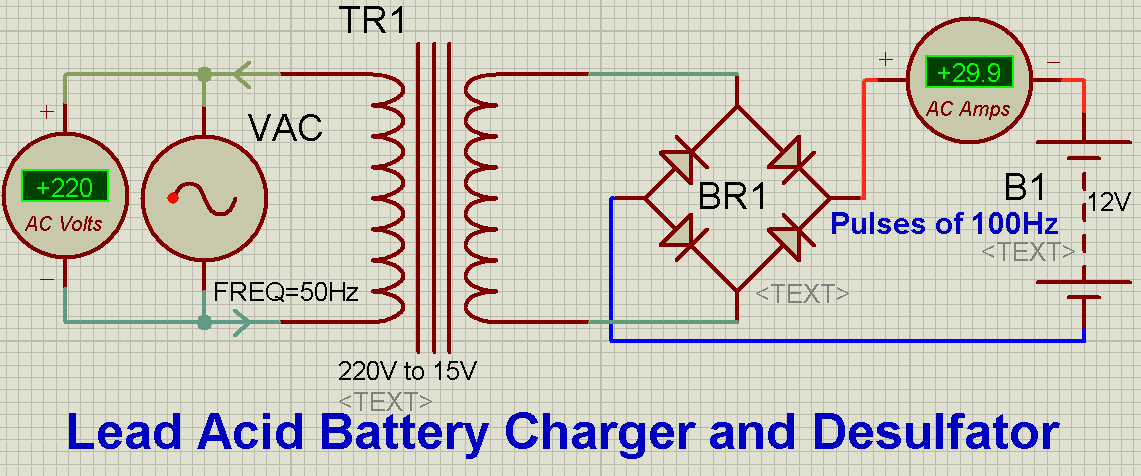 TR1
+
+29.9
−
AC Amps
VAC
+
+220
AC Volts
−
BR1
B1
12V
Pulses of 100Hz
<TEXT>
FREQ=50Hz
<TEXT>
220V to 15V
<TEXT>
Lead Acid Battery Charger and Desulfator